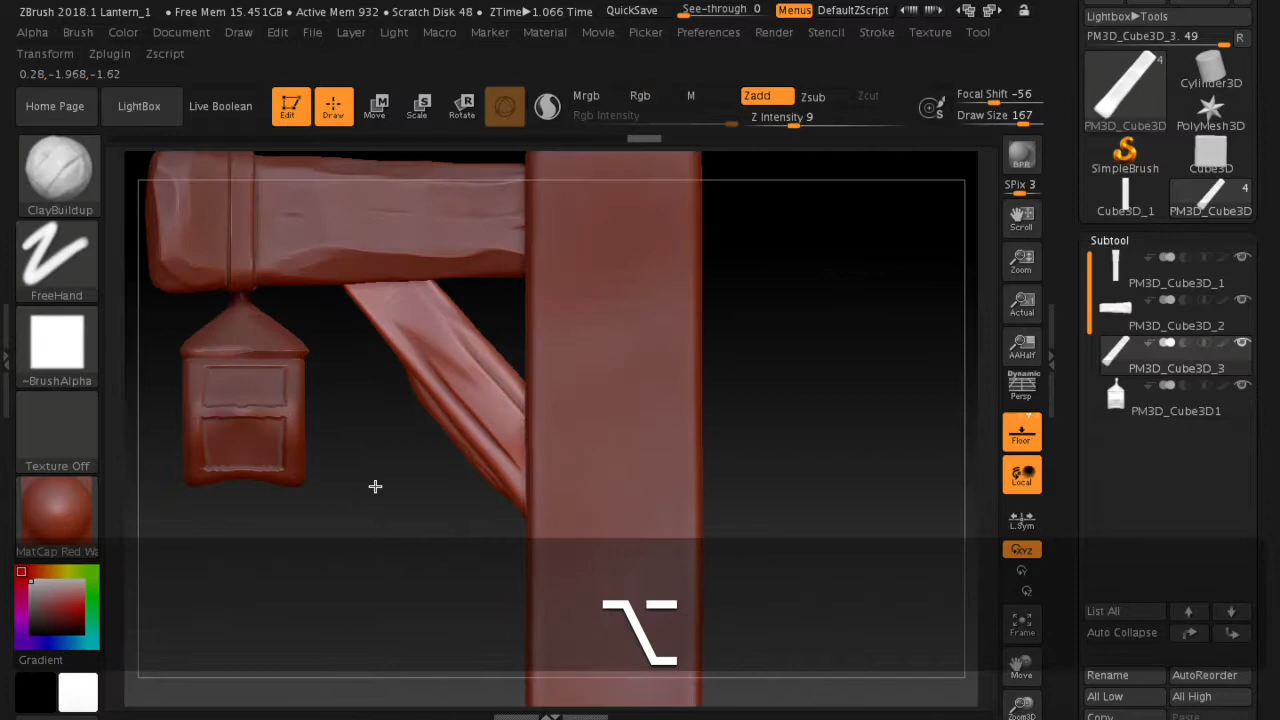 ZBrush 2018.1 Lantern_1 • Free Mem 15.451GB • Active Mem 932 • Scratch Disk 48 • ZTime▶1.066 Time QuickSave See-through 0 Menus DefaultZScript
Alpha Brush Color Document Draw Edit File Layer Light Macro Marker Material Movie Picker Preferences Render Stencil Stroke Texture Tool
Transform Zplugin Zscript
0.28,-1.968,-1.62
Home Page LightBox Live Boolean Edit Draw Move Scale Rotate
Mrgb Rgb M Zadd Zsub Zcut Focal Shift -56
Rgb Intensity Z Intensity 9 Draw Size 167
S
ClayBuildup
FreeHand
~BrushAlpha
Texture Off
MatCap Red Wa
Gradient
BPR
SPix 3
Scroll
Zoom
Actual
AAHalf
Dynamic
Persp
Floor
Local
L.Sym
XYZ
Frame
Move
Zoom3D
Lightbox▶Tools
PM3D_Cube3D_3. 49 R
4
Cylinder3D
PM3D_Cube3D PolyMesh3D
SimpleBrush Cube3D
4
Cube3D_1 PM3D_Cube3D
Subtool
PM3D_Cube3D_1
PM3D_Cube3D_2
PM3D_Cube3D_3
PM3D_Cube3D1
List All
Auto Collapse
Rename AutoReorder
All Low All High
Copy Paste